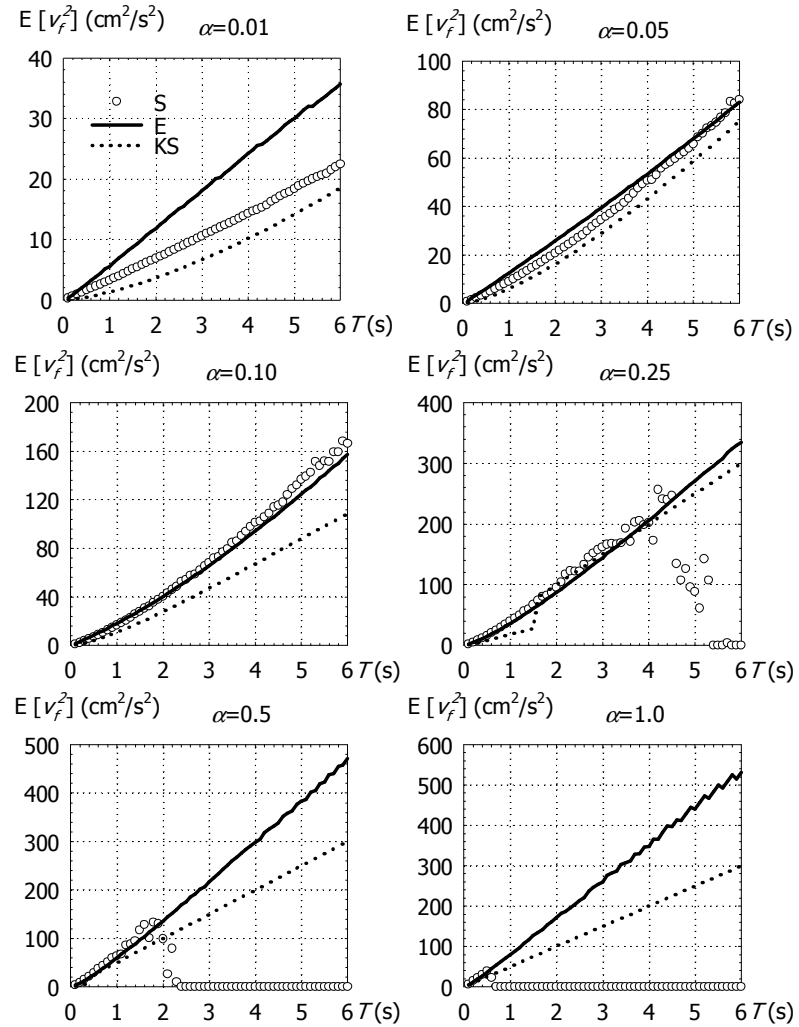 E [v_f^2] (cm²/s²) α=0.01
40
30
20
10
0
S
E
KS
0 1 2 3 4 5 6 T(s)
E [v_f^2] (cm²/s²) α=0.05
100
80
60
40
20
0
0 1 2 3 4 5 6 T(s)
E [v_f^2] (cm²/s²) α=0.10
200
160
120
80
40
0
0 1 2 3 4 5 6 T(s)
E [v_f^2] (cm²/s²) α=0.25
400
300
200
100
0
0 1 2 3 4 5 6 T(s)
E [v_f^2] (cm²/s²) α=0.5
500
400
300
200
100
0
0 1 2 3 4 5 6 T(s)
E [v_f^2] (cm²/s²) α=1.0
600
500
400
300
200
100
0
0 1 2 3 4 5 6 T(s)